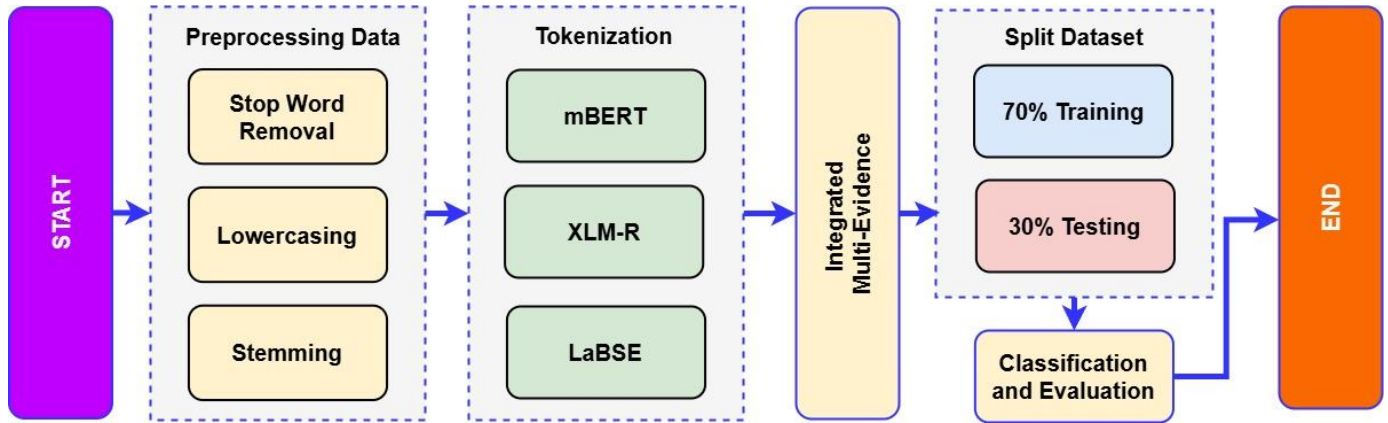 START
Preprocessing Data
Stop Word
Removal
Lowercasing
Stemming
Tokenization
mBERT
XLM-R
LaBSE
Integrated
Multi-Evidence
Split Dataset
70% Training
30% Testing
Classification
and Evaluation
END